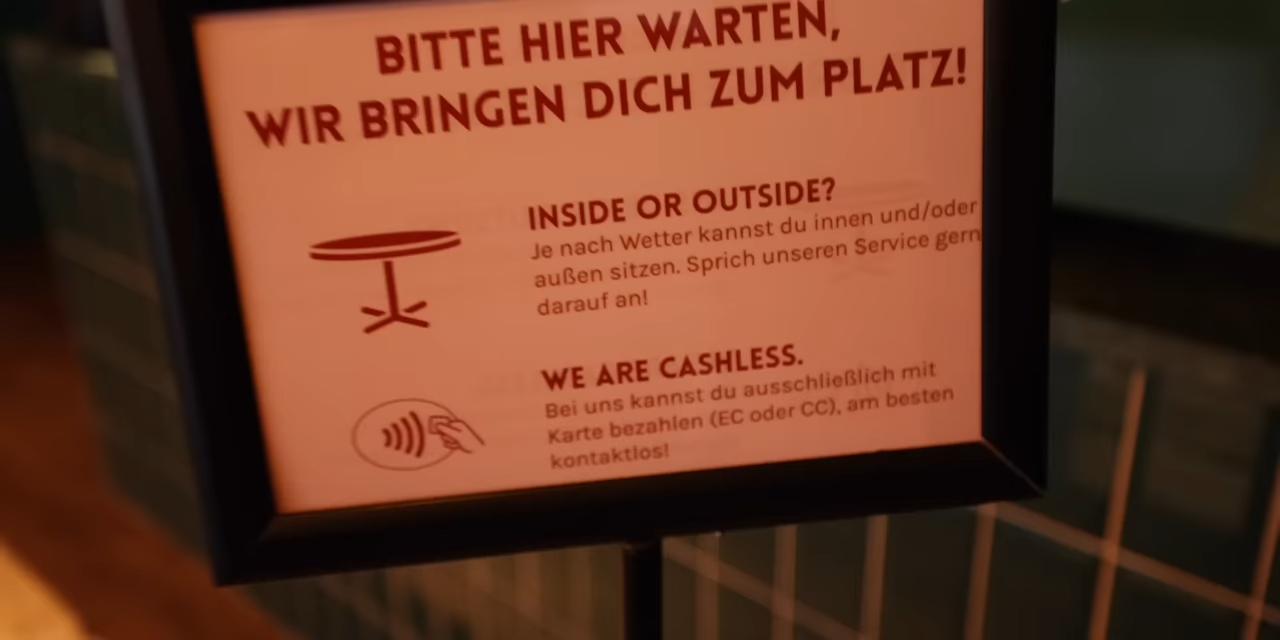 BITTE HIER WARTEN,
WIR BRINGEN DICH ZUM PLATZ!
INSIDE OR OUTSIDE?
Je nach Wetter kannst du innen und/oder
außen sitzen. Sprich unseren Service gern
darauf an!
WE ARE CASHLESS.
Bei uns kannst du ausschließlich mit
Karte bezahlen (EC oder CC), am besten
kontaktlos!